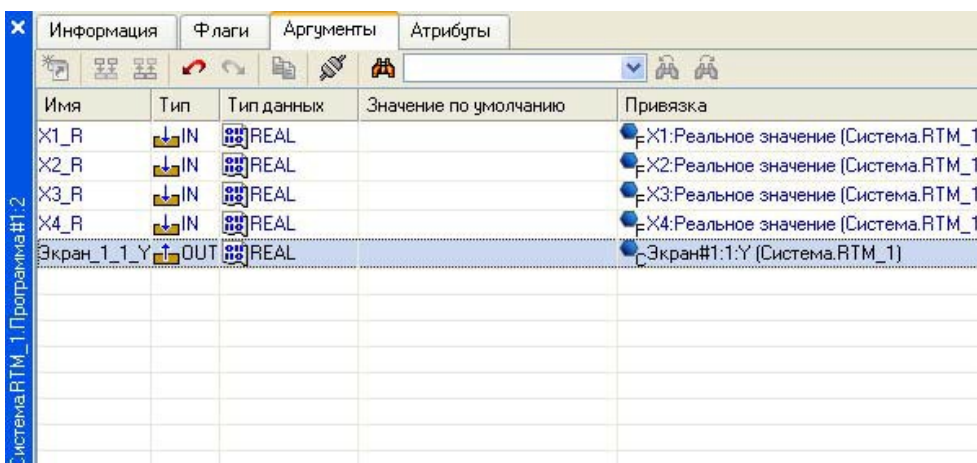 Информация Флаги Аргументы Атрибуты
Имя Тип Тип данных Значение по умолчанию Привязка
X1_R IN REAL X1:Реальное значение (Система.RTM_1
X2_R IN REAL X2:Реальное значение (Система.RTM_1
X3_R IN REAL X3:Реальное значение (Система.RTM_1
X4_R IN REAL X4:Реальное значение (Система.RTM_1
Экран_1_1_Y OUT REAL Экран#1:1:Y (Система.RTM_1)
Система.RTM_1.Программа#1:2